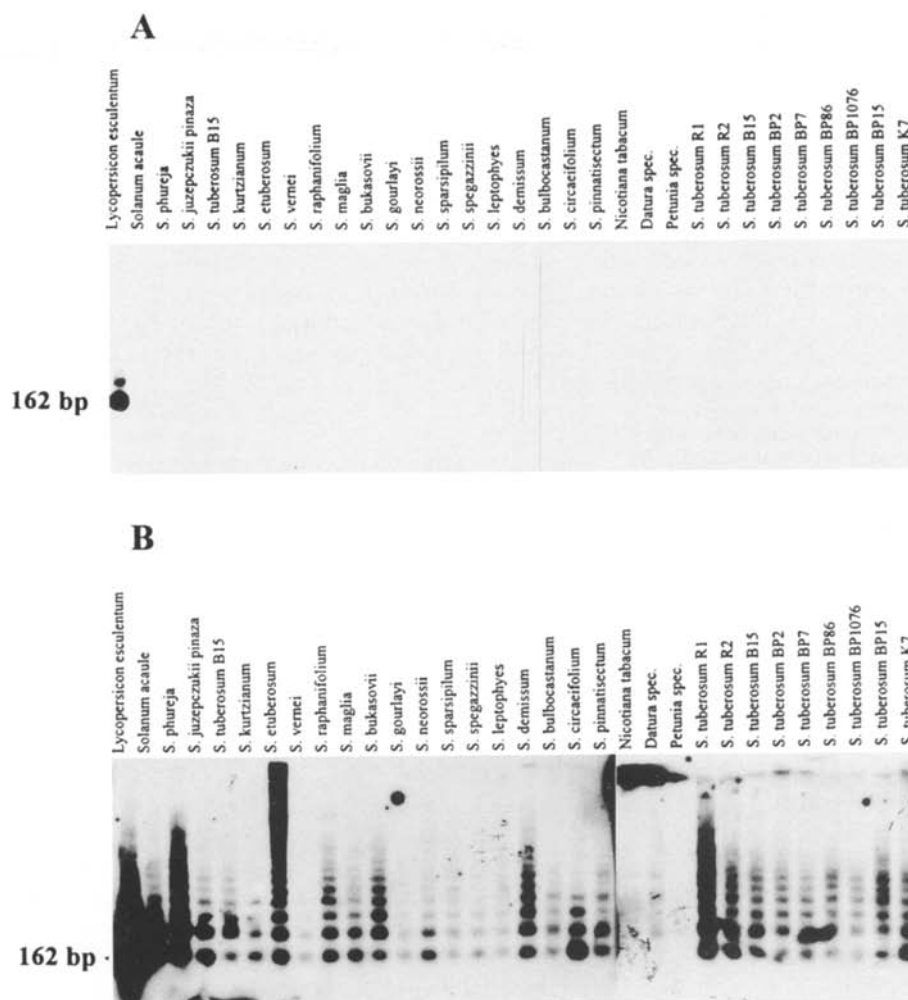 A
Lycopersicon esculentum
Solanum acaule
S. phureja
S. juzepczukii pinaza
S. tuberosum B15
S. kurtzianum
S. etuberosum
S. vernei
S. raphanifolium
S. maglia
S. bukasovii
S. gourlayi
S. neorossii
S. sparsipilum
S. spegazzinii
S. leptophyes
S. demissum
S. bulbocastanum
S. circaeifolium
S. pinnatisectum
Nicotiana tabacum
Datura spec.
Petunia spec.
S. tuberosum R1
S. tuberosum R2
S. tuberosum B15
S. tuberosum BP2
S. tuberosum BP7
S. tuberosum BP86
S. tuberosum BP1076
S. tuberosum BP15
S. tuberosum K7
162 bp
B
Lycopersicon esculentum
Solanum acaule
S. phureja
S. juzepczukii pinaza
S. tuberosum B15
S. kurtzianum
S. etuberosum
S. vernei
S. raphanifolium
S. maglia
S. bukasovii
S. gourlayi
S. neorossii
S. sparsipilum
S. spegazzinii
S. leptophyes
S. demissum
S. bulbocastanum
S. circaeifolium
S. pinnatisectum
Nicotiana tabacum
Datura spec.
Petunia spec.
S. tuberosum R1
S. tuberosum R2
S. tuberosum B15
S. tuberosum BP2
S. tuberosum BP7
S. tuberosum BP86
S. tuberosum BP1076
S. tuberosum BP15
S. tuberosum K7
162 bp